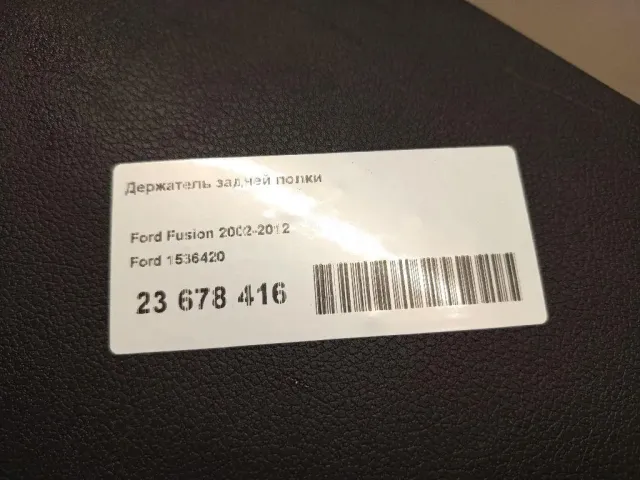 Держатель задней полки
Ford Fusion 2002-2012
Ford 1536420
23 678 416